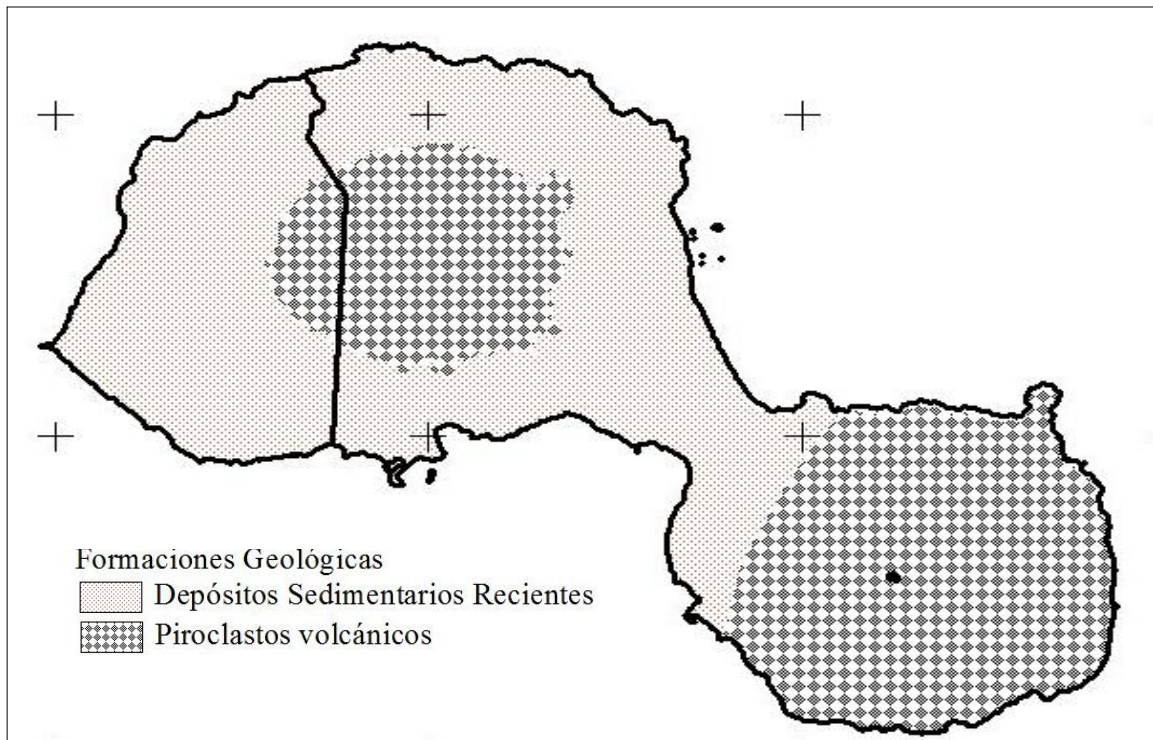 Formaciones Geológicas
Depósitos Sedimentarios Recientes
Piroclastos volcánicos